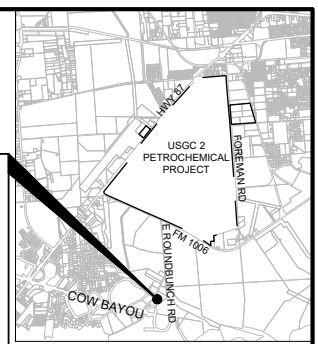 HWY 87
USGC 2
PETROCHEMICAL
PROJECT
FOREMAN RD
FM 1006
E ROUNDBUNCH RD
COW BAYOU